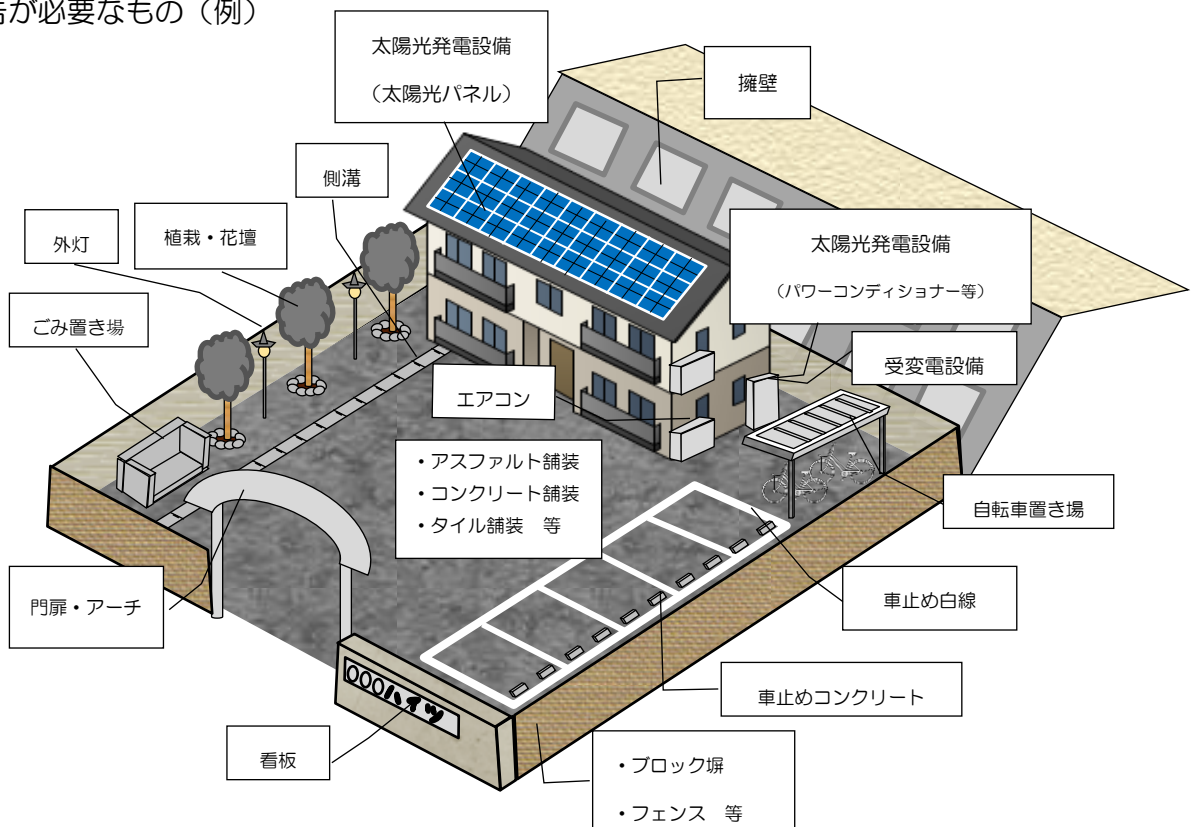 告が必要なもの（例）
太陽光発電設備
（太陽光パネル）
擁壁
側溝
植栽・花壇
外灯
太陽光発電設備
（パワーコンディショナー等）
ごみ置き場
受変電設備
エアコン
・アスファルト舗装
・コンクリート舗装
・タイル舗装　等
自転車置き場
門扉・アーチ
車止め白線
車止めコンクリート
〇〇〇ハイツ
看板
・ブロック塀
・フェンス　等